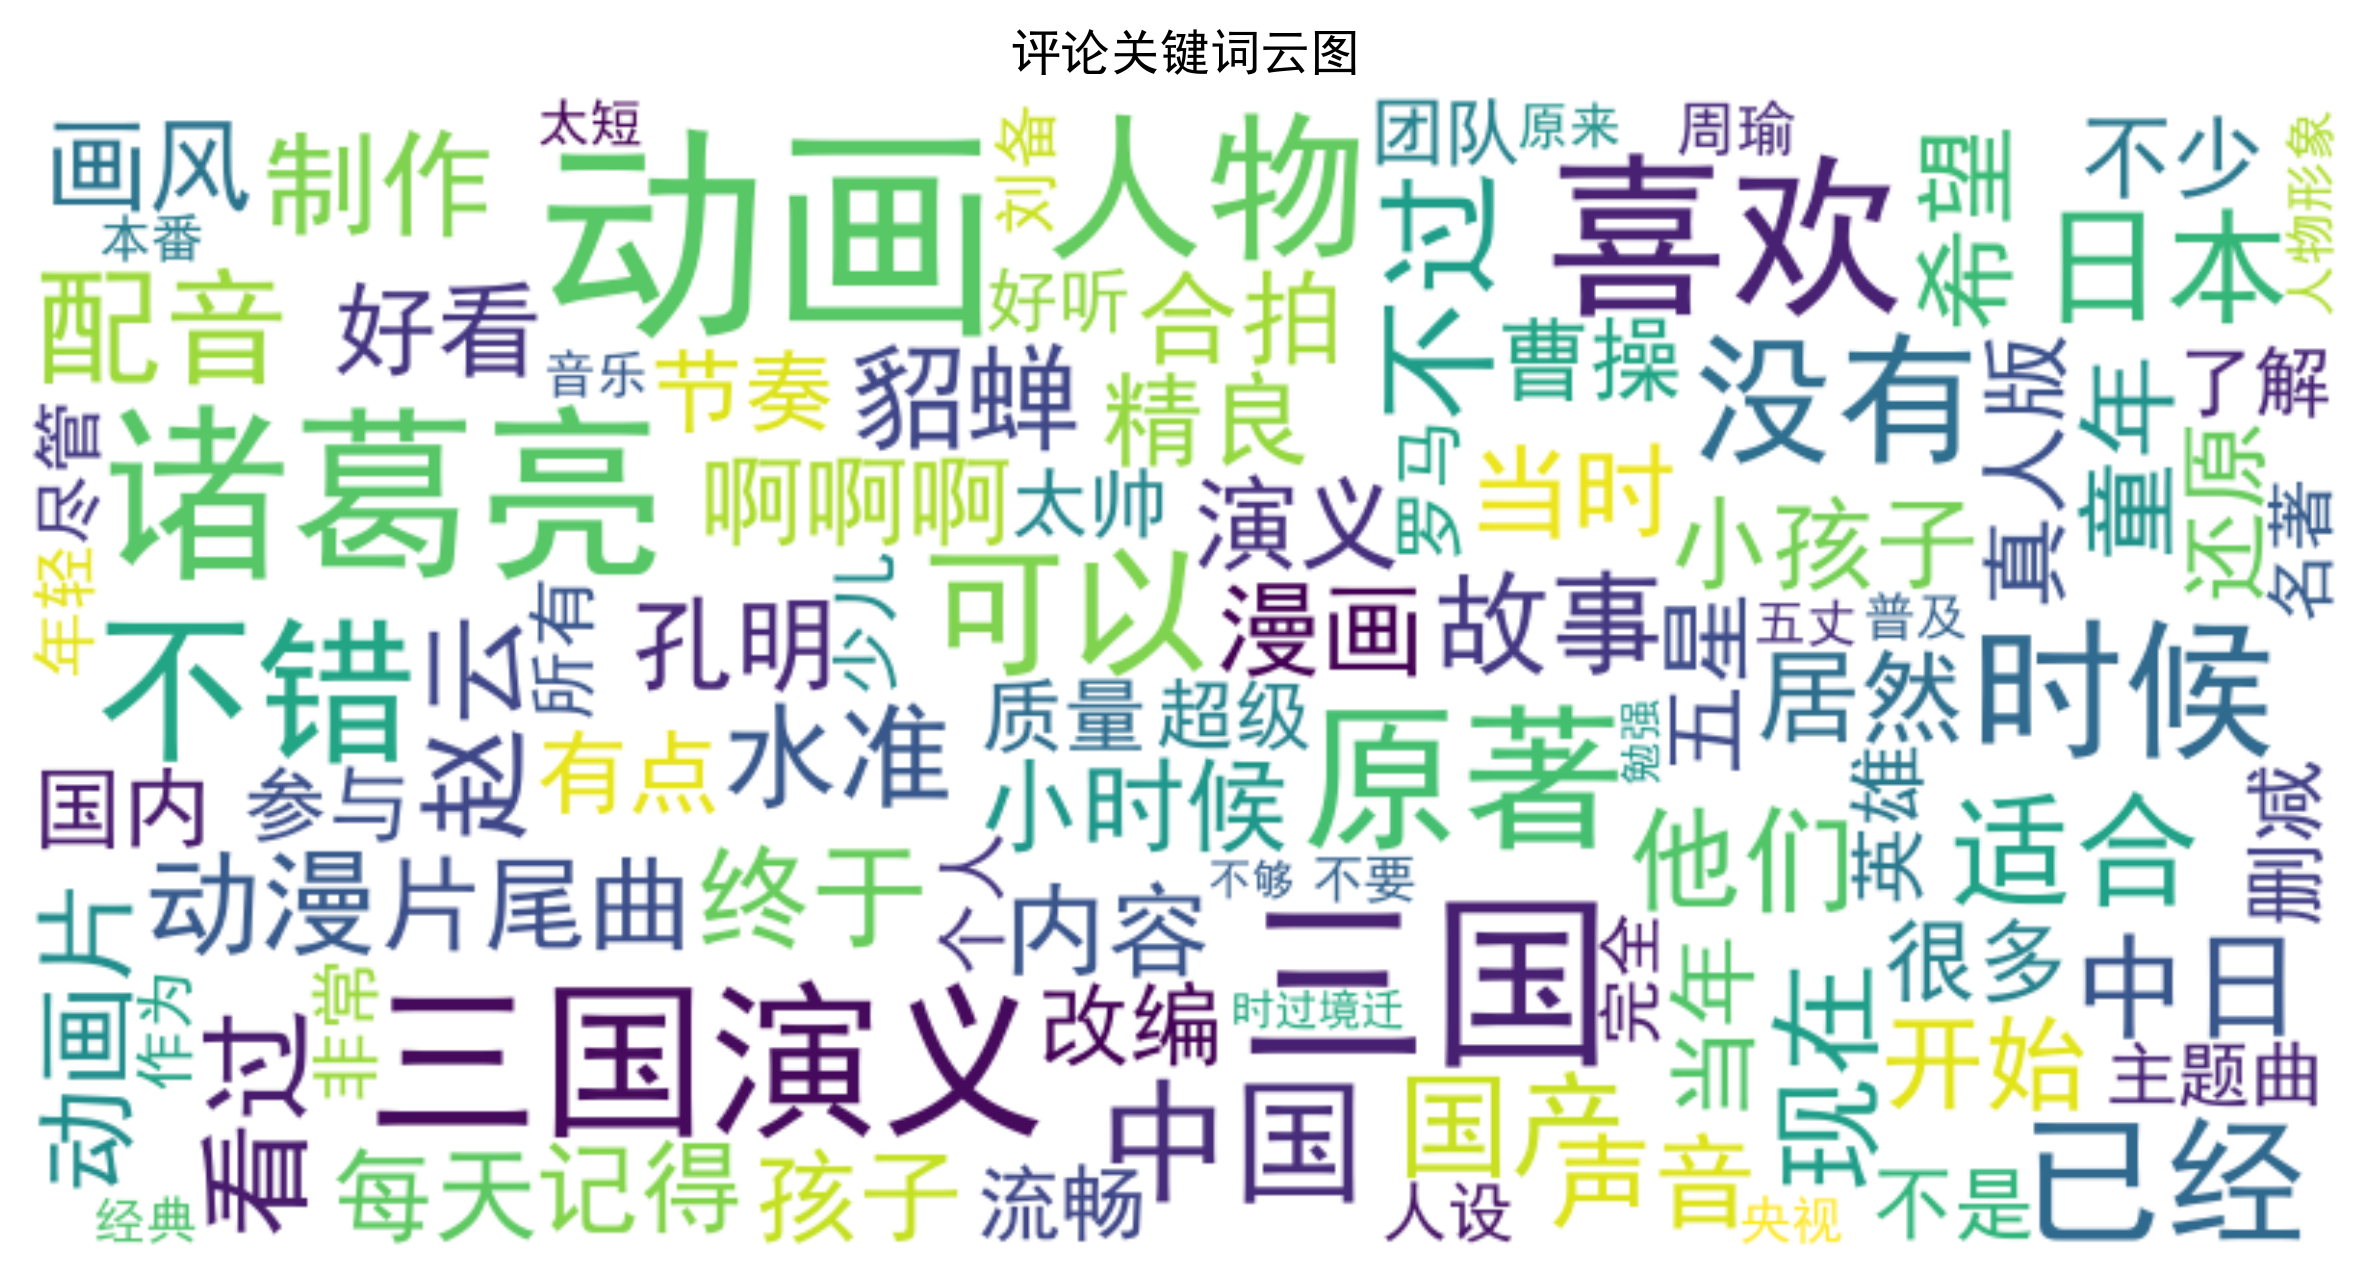 评论关键词云图
画风
制作
太短
动画
刘备
人物
团队
原来
周瑜
喜欢
希望
不少
人物形象
本番
配音
好看
音乐
节奏
貂蝉
好听
合拍
精良
不过
曹操
没有
真人版
日本
童年
了解
尽管
诸葛亮
啊啊啊
太帅
演义
罗马
当时
小孩子
还原
名著
年轻
不错
赵云
所有
孔明
少儿
可以
漫画
故事
五星
五丈
普及
居然
时候
国内
参与
有点
水准
质量
超级
小时候
原著
勉强
他们
英雄
适合
删减
动画片
动漫
片尾曲
终于
个人
内容
不够
不要
三国
完全
当年
现在
很多
中日
作为
看过
非常
三国演义
改编
时过境迁
中国
国产
开始
主题曲
经典
每天
记得
孩子
流畅
人设
声音
央视
不是
已经